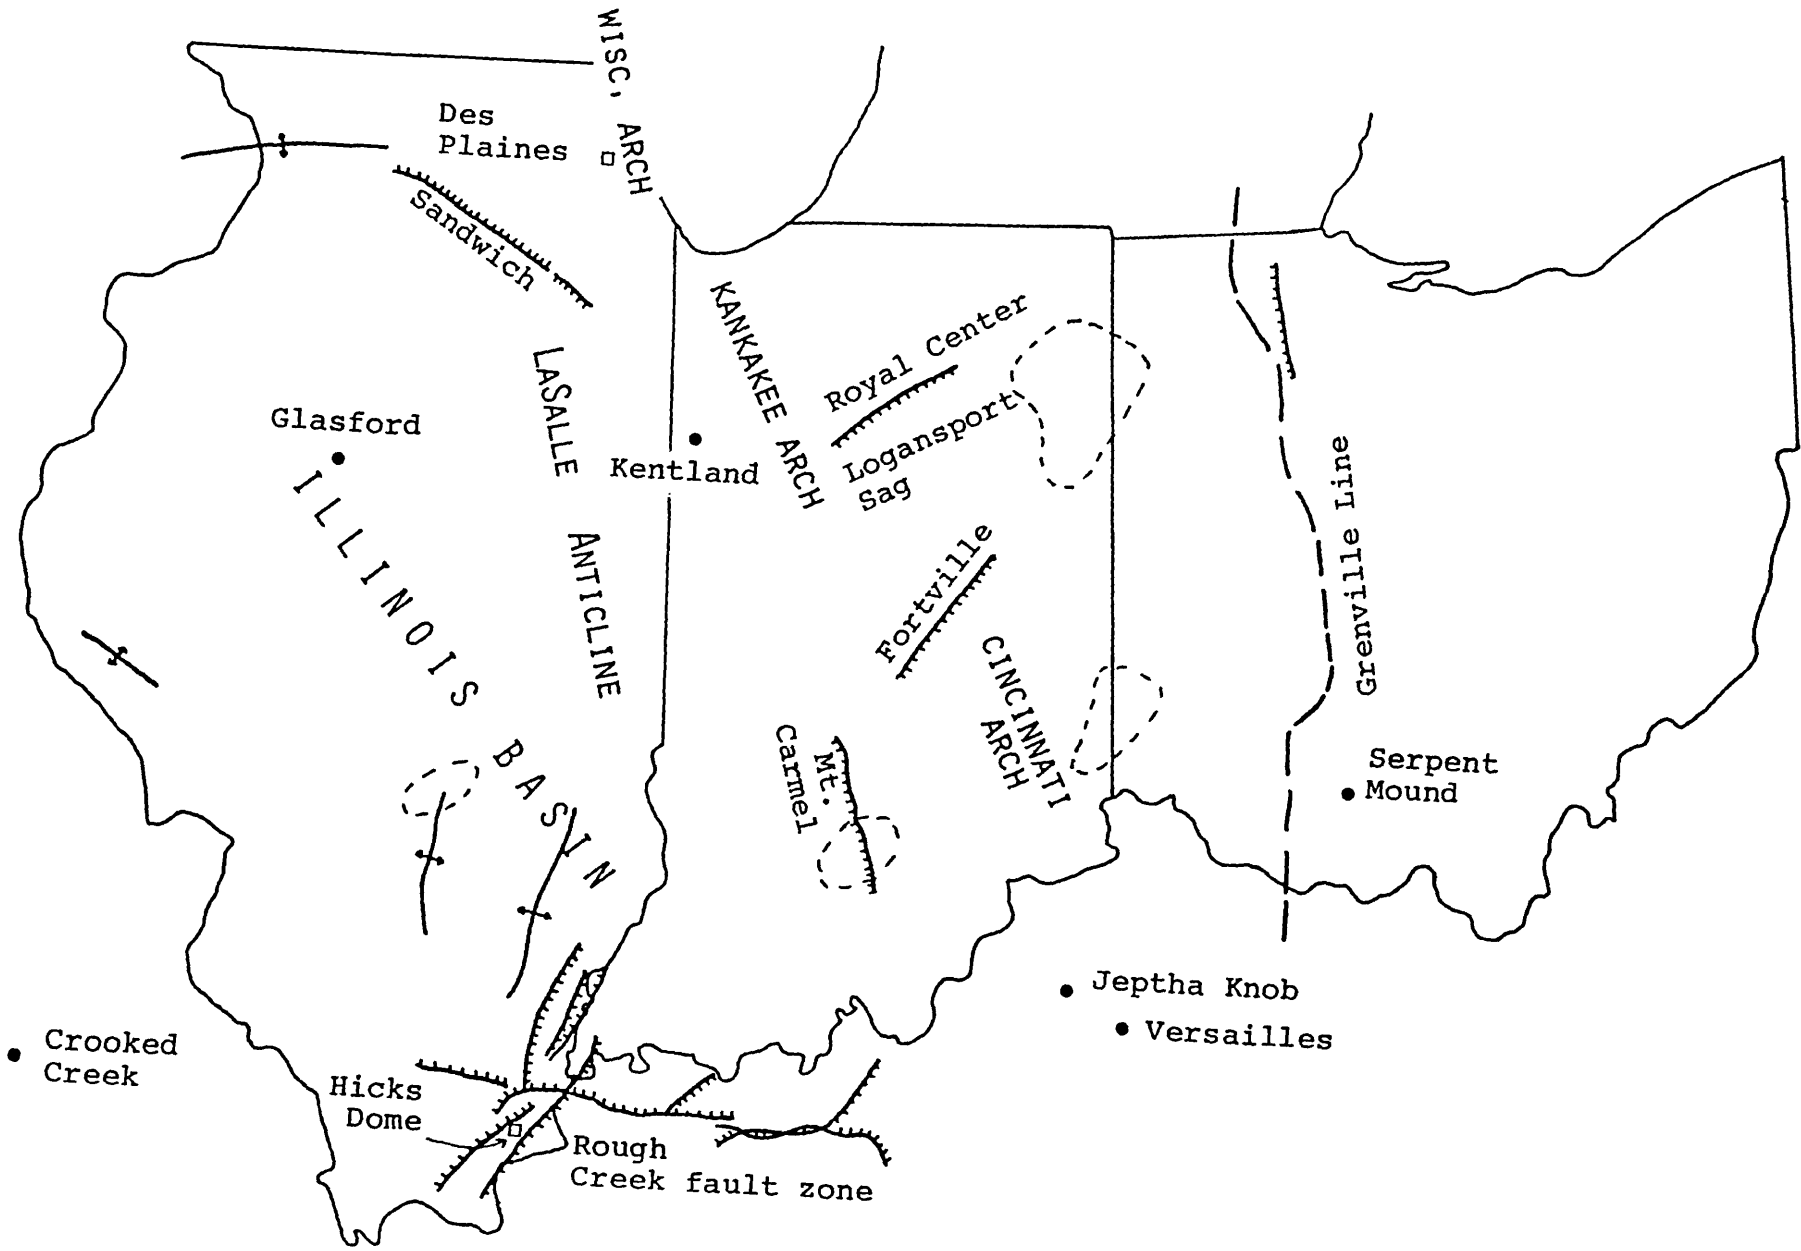 WISC. ARCH
Des
Plaines
Sandwich
KANKAKEE ARCH
Royal Center
Logansport
Sag
LASALLE
ANTICLINE
Glasford
Kentland
ILLINOIS BASIN
Fortville
Grenville Line
CINCINNATI
ARCH
Mt.
Carmel
Serpent
Mound
Jeptha Knob
Versailles
Crooked
Creek
Hicks
Dome
Rough
Creek fault zone